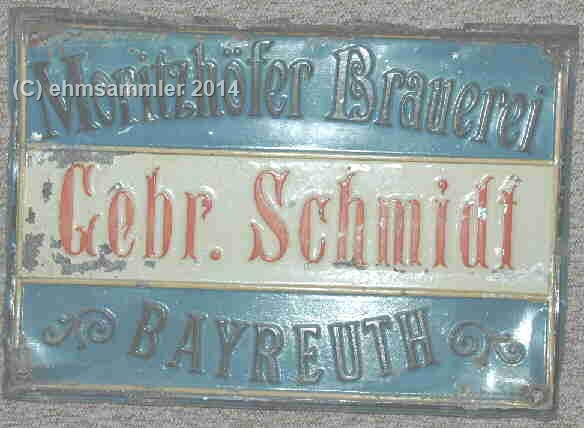 Moritzhöfer Brauerei
(C) ehmsammler 2014
Gebr. Schmidt
BAYREUTH